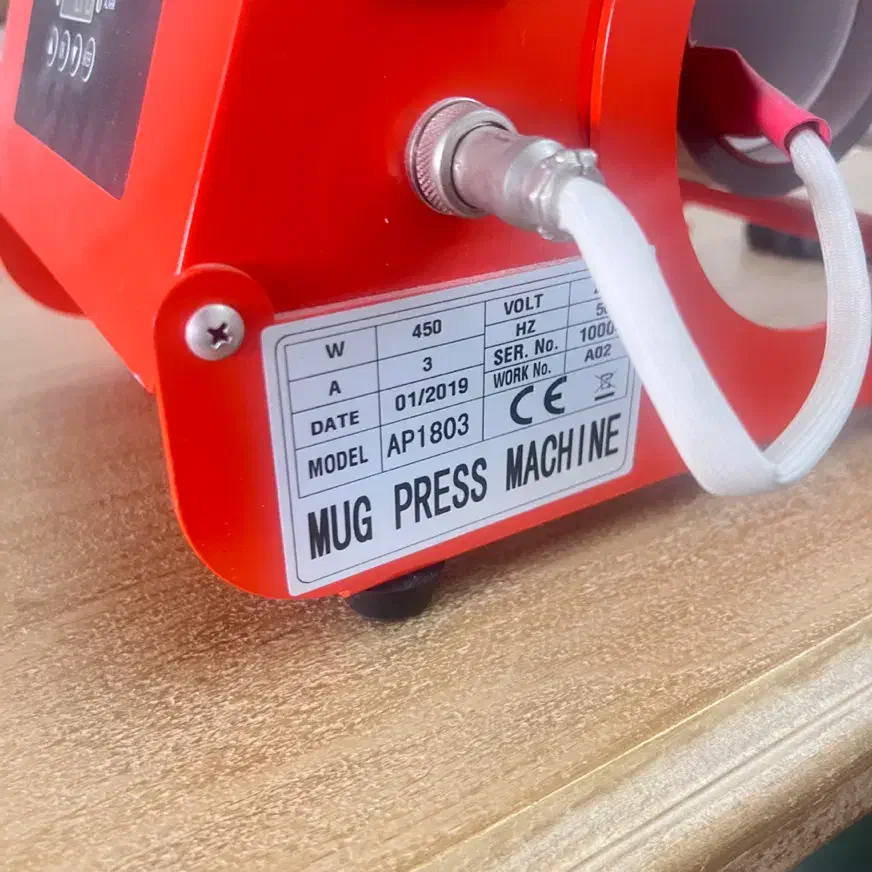 W 450 VOLT
A 3 HZ
DATE 01/2019 SER. No. 1000
MODEL AP1803 WORK No. A02
CE
MUG PRESS MACHINE